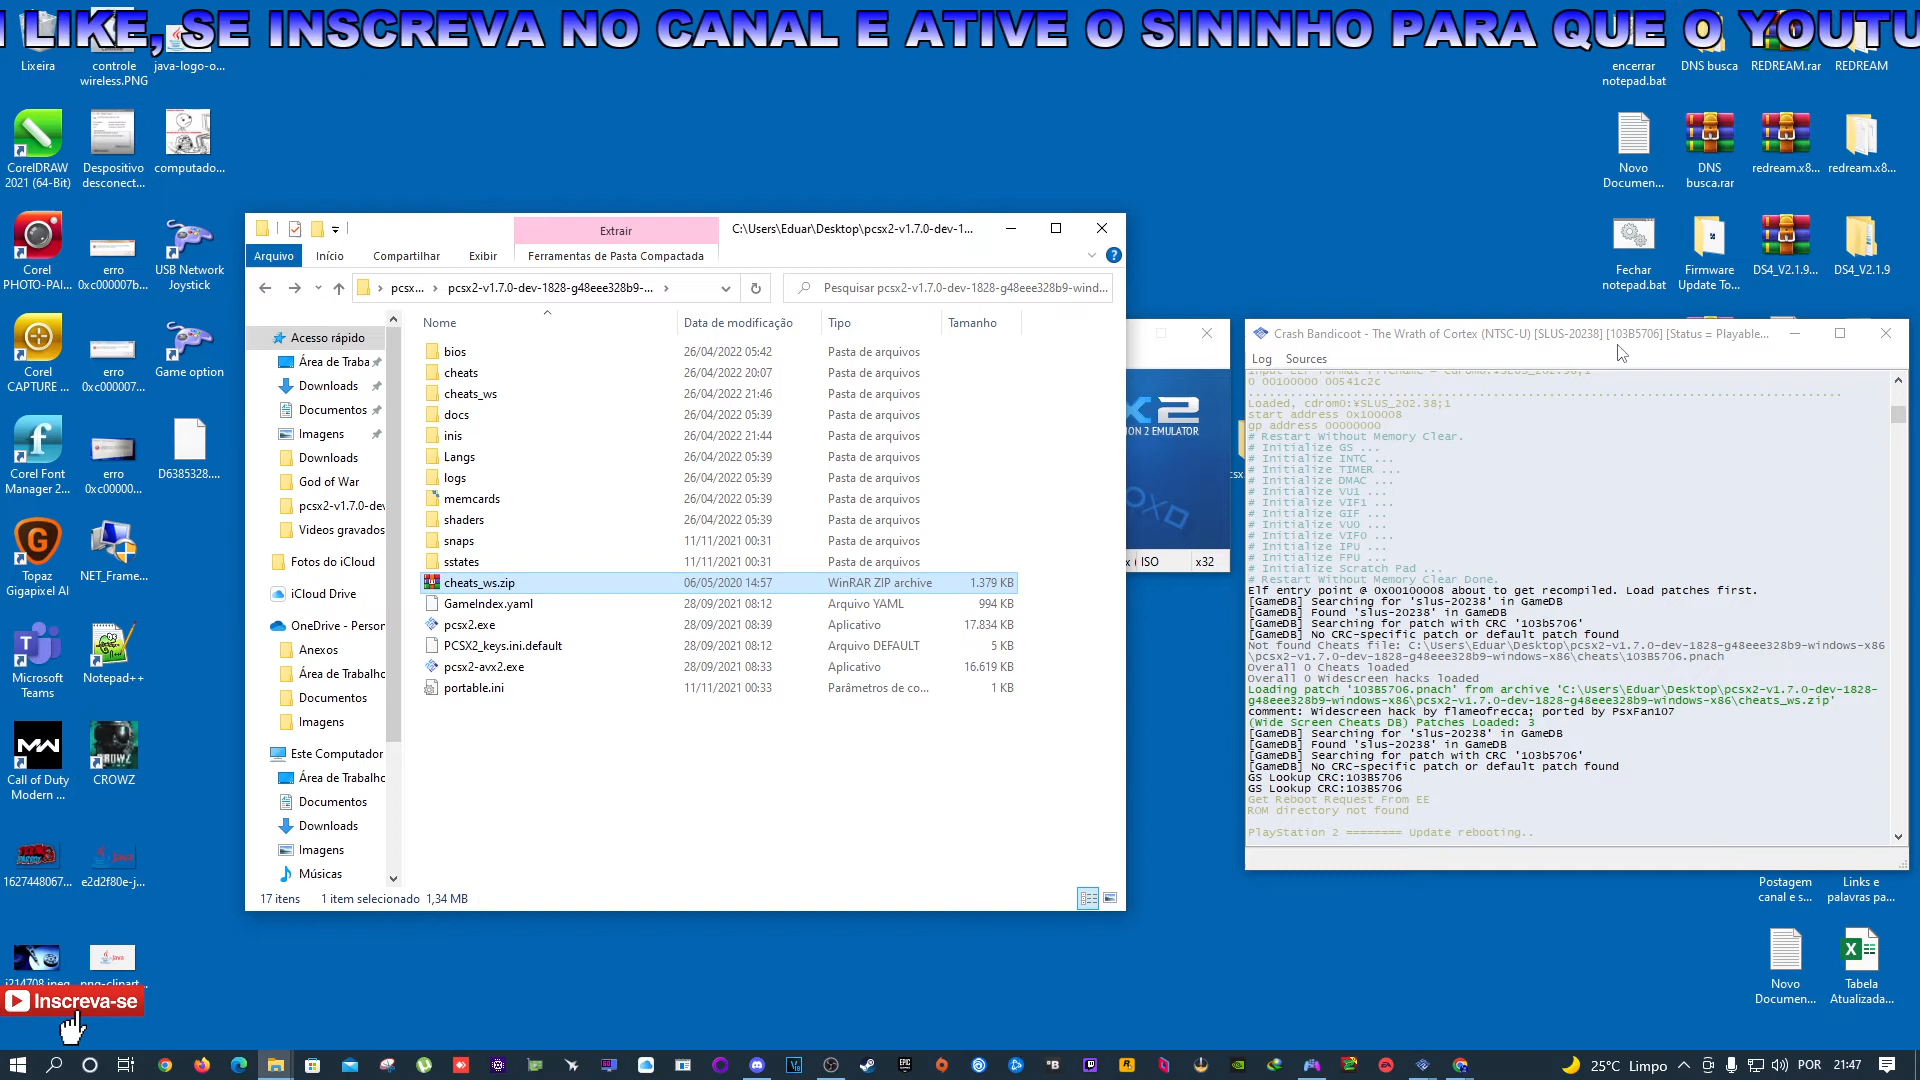 LIKE, SE INSCREVA NO CANAL E ATIVE O SININHO PARA QUE O YOUTU
Lixeira
controle
wireless.PNG
java-logo-o...
encerrar
notepad.bat
DNS busca
REDREAM.rar
REDREAM
CorelDRAW
2021 (64-Bit)
Despositivo
desconect...
computado...
Novo
Documen...
DNS
busca.rar
redream.x8...
redream.x8...
Corel
PHOTO-PAI...
erro
0xc000007b...
USB Network
Joystick
Fechar
notepad.bat
Firmware
Update To...
DS4_V2.1.9...
DS4_V2.1.9
Corel
CAPTURE ...
erro
0xc000007...
Game option
Corel Font
Manager 2...
erro
0xc00000...
D6385328....
Topaz
Gigapixel AI
NET_Frame...
Microsoft
Teams
Notepad++
Call of Duty
Modern ...
CROWZ
1627448067...
e2d2f80e-j...
i214708.jpeg
png-clipart...
Inscreva-se
Extrair
C:\Users\Eduar\Desktop\pcsx2-v1.7.0-dev-1...
Arquivo
Início
Compartilhar
Exibir
Ferramentas de Pasta Compactada
pcsx...
pcsx2-v1.7.0-dev-1828-g48eee328b9-...
Pesquisar pcsx2-v1.7.0-dev-1828-g48eee328b9-wind...
Acesso rápido
Área de Traba
Downloads
Documentos
Imagens
Downloads
God of War
pcsx2-v1.7.0-dev
Videos gravados
Fotos do iCloud
iCloud Drive
OneDrive - Person
Anexos
Área de Trabalho
Documentos
Imagens
Este Computador
Área de Trabalho
Documentos
Downloads
Imagens
Músicas
Nome Data de modificação Tipo Tamanho
bios 26/04/2022 05:42 Pasta de arquivos
cheats 26/04/2022 20:07 Pasta de arquivos
cheats_ws 26/04/2022 21:46 Pasta de arquivos
docs 26/04/2022 05:39 Pasta de arquivos
inis 26/04/2022 21:44 Pasta de arquivos
Langs 26/04/2022 05:39 Pasta de arquivos
logs 26/04/2022 05:39 Pasta de arquivos
memcards 26/04/2022 05:39 Pasta de arquivos
shaders 26/04/2022 05:39 Pasta de arquivos
snaps 11/11/2021 00:31 Pasta de arquivos
sstates 11/11/2021 00:31 Pasta de arquivos
cheats_ws.zip 06/05/2020 14:57 WinRAR ZIP archive 1.379 KB
GameIndex.yaml 28/09/2021 08:12 Arquivo YAML 994 KB
pcsx2.exe 28/09/2021 08:39 Aplicativo 17.834 KB
PCSX2_keys.ini.default 28/09/2021 08:12 Arquivo DEFAULT 5 KB
pcsx2-avx2.exe 28/09/2021 08:33 Aplicativo 16.619 KB
portable.ini 11/11/2021 00:33 Parâmetros de co... 1 KB
17 itens 1 item selecionado 1,34 MB
X2
ION 2 EMULATOR
ISO x32
Crash Bandicoot - The Wrath of Cortex (NTSC-U) [SLUS-20238] [103B5706] [Status = Playable...
Log Sources
Input ELF format filename = cdrom0:¥SLUS_202.38;1
0 00100000 00541c2c
Loaded, cdrom0:¥SLUS_202.38;1
start address 0x100008
gp address 00000000
# Restart Without Memory Clear.
# Initialize GS ...
# Initialize INTC ...
# Initialize TIMER ...
# Initialize DMAC ...
# Initialize VU1 ...
# Initialize VIF1 ...
# Initialize GIF ...
# Initialize VU0 ...
# Initialize VIF0 ...
# Initialize IPU ...
# Initialize FPU ...
# Initialize Scratch Pad ...
# Restart Without Memory Clear Done.
Elf entry point @ 0x00100008 about to get recompiled. Load patches first.
[GameDB] Searching for 'slus-20238' in GameDB
[GameDB] Found 'slus-20238' in GameDB
[GameDB] Searching for patch with CRC '103b5706'
[GameDB] No CRC-specific patch or default patch found
Not found Cheats file: C:\Users\Eduar\Desktop\pcsx2-v1.7.0-dev-1828-g48eee328b9-windows-x86
\pcsx2-v1.7.0-dev-1828-g48eee328b9-windows-x86\cheats\103B5706.pnach
Overall 0 Cheats loaded
Overall 0 Widescreen hacks loaded
Loading patch '103B5706.pnach' from archive 'C:\Users\Eduar\Desktop\pcsx2-v1.7.0-dev-1828-
g48eee328b9-windows-x86\pcsx2-v1.7.0-dev-1828-g48eee328b9-windows-x86\cheats_ws.zip'
comment: Widescreen hack by flameofrecca; ported by PsxFan107
(Wide Screen Cheats DB) Patches Loaded: 3
[GameDB] Searching for 'slus-20238' in GameDB
[GameDB] Found 'slus-20238' in GameDB
[GameDB] Searching for patch with CRC '103b5706'
[GameDB] No CRC-specific patch or default patch found
GS Lookup CRC:103B5706
GS Lookup CRC:103B5706
Get Reboot Request From EE
ROM directory not found
PlayStation 2 ======== Update rebooting..
Postagem
canal e s...
Links e
palavras pa...
Novo
Documen...
Tabela
Atualizada...
25°C Limpo
POR
21:47